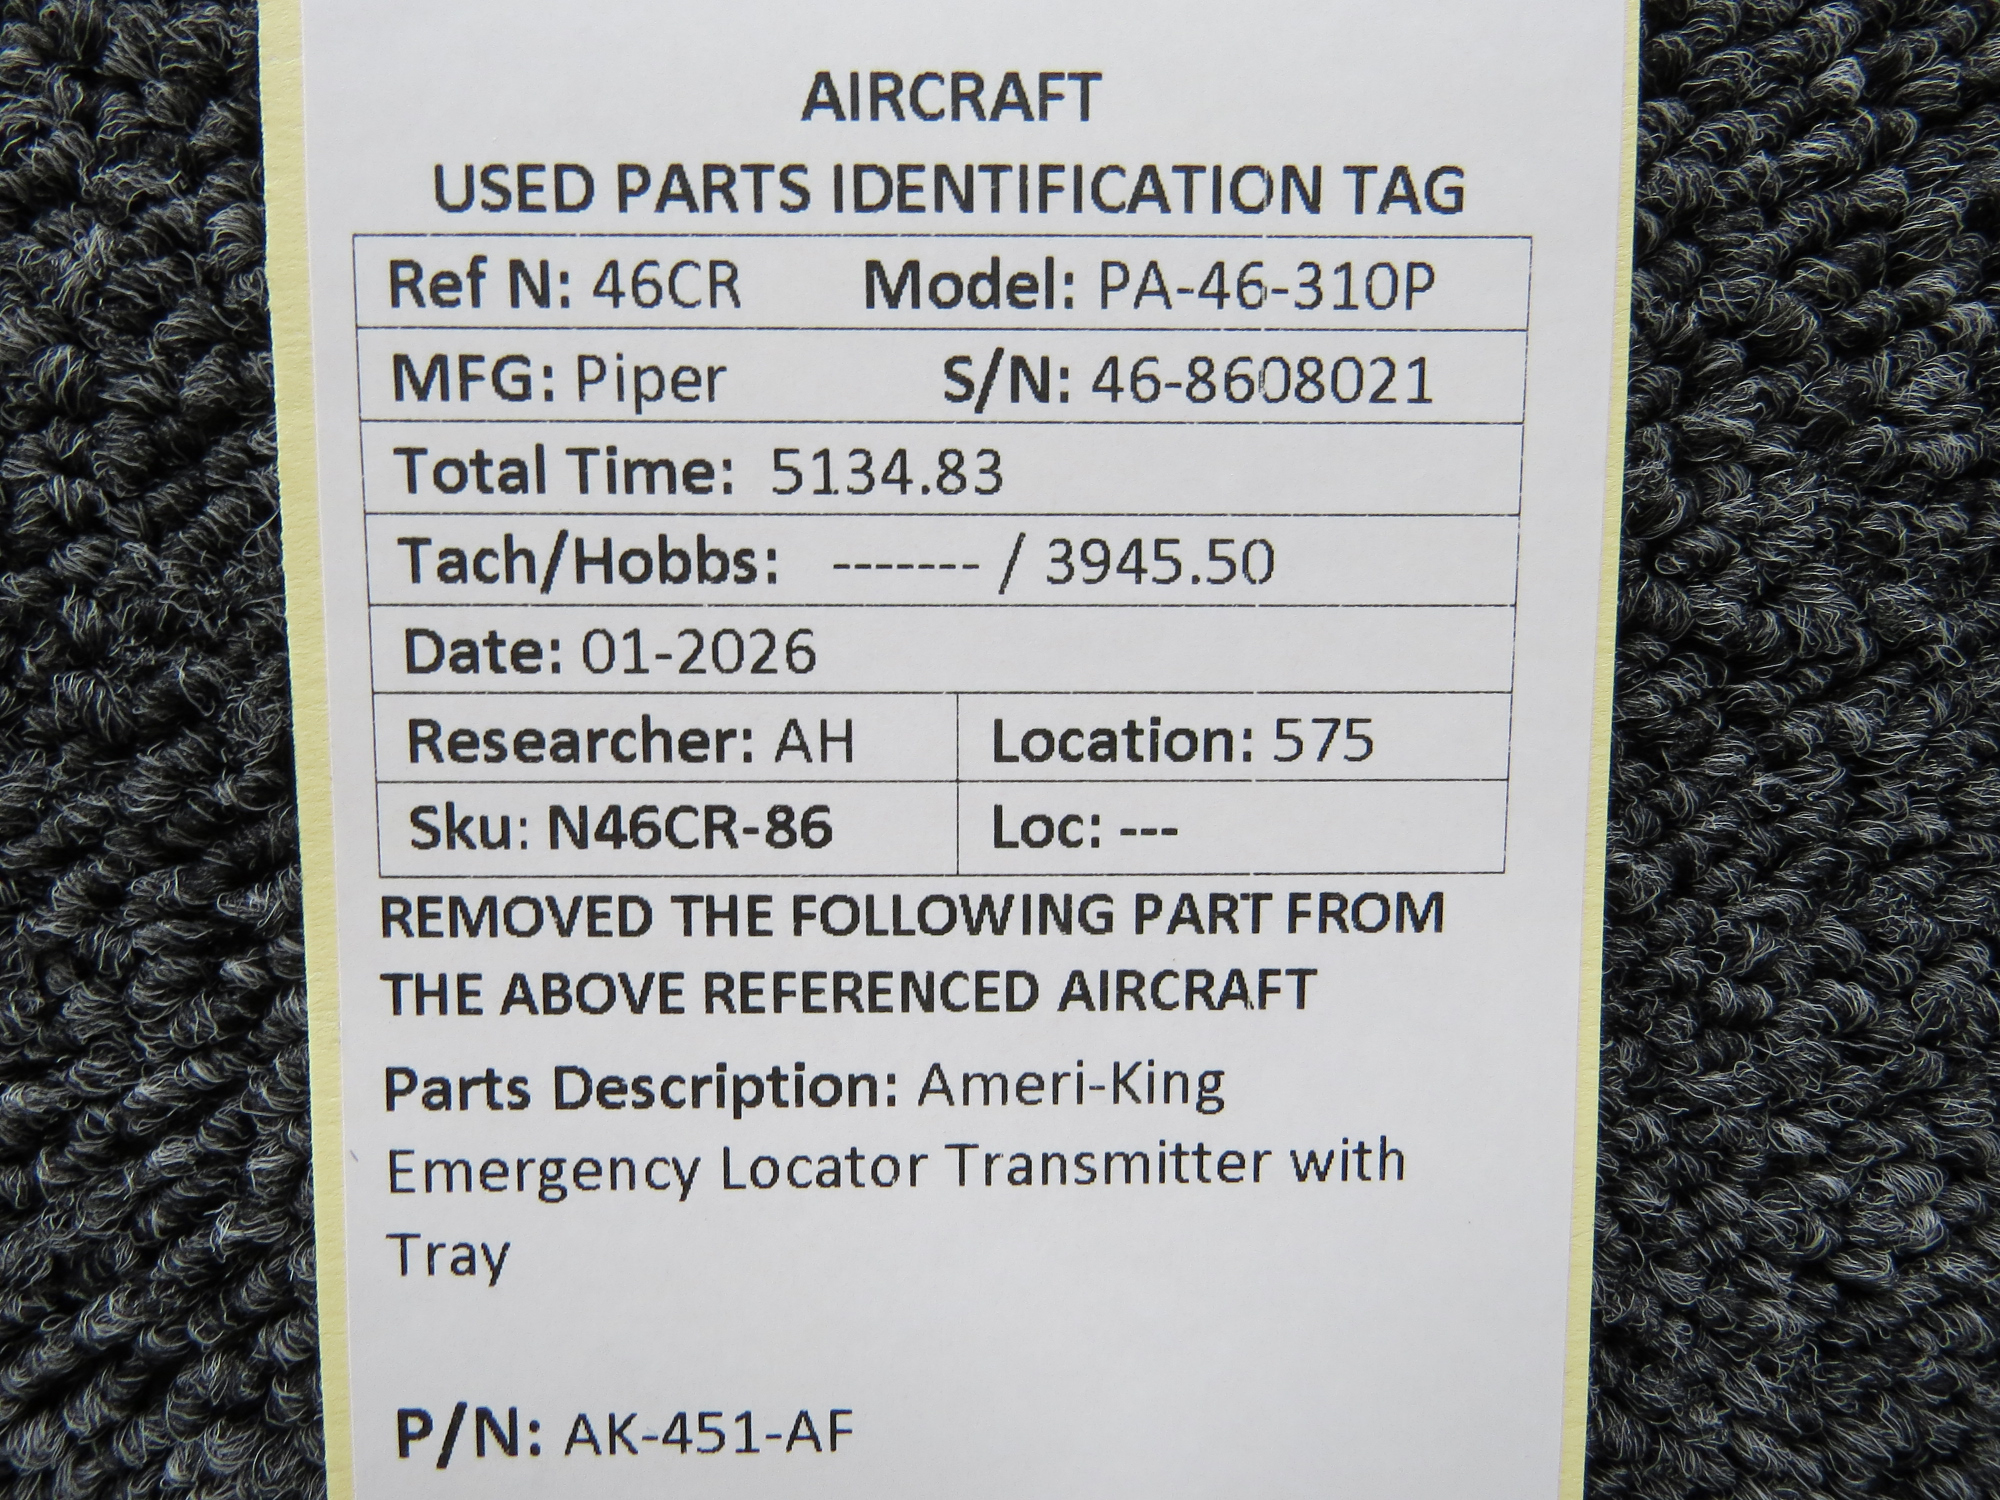 AIRCRAFT
USED PARTS IDENTIFICATION TAG
Ref N: 46CR Model: PA-46-310P
MFG: Piper S/N: 46-8608021
Total Time: 5134.83
Tach/Hobbs: ------- / 3945.50
Date: 01-2026
Researcher: AH Location: 575
Sku: N46CR-86 Loc: ---
REMOVED THE FOLLOWING PART FROM
THE ABOVE REFERENCED AIRCRAFT
Parts Description: Ameri-King
Emergency Locator Transmitter with
Tray
P/N: AK-451-AF